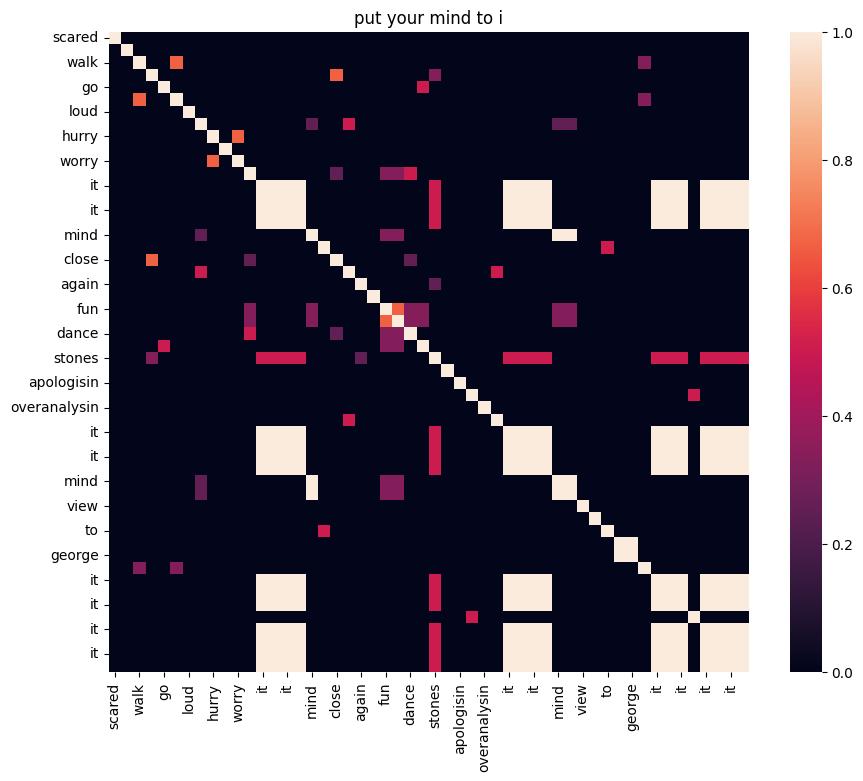 put your mind to i
scared
walk
go
loud
hurry
worry
it
it
mind
close
again
fun
dance
stones
apologisin
overanalysin
it
it
mind
view
to
george
it
it
it
it
scared
walk
go
loud
hurry
worry
it
it
mind
close
again
fun
dance
stones
apologisin
overanalysin
it
it
mind
view
to
george
it
it
it
it
1.0
0.8
0.6
0.4
0.2
0.0